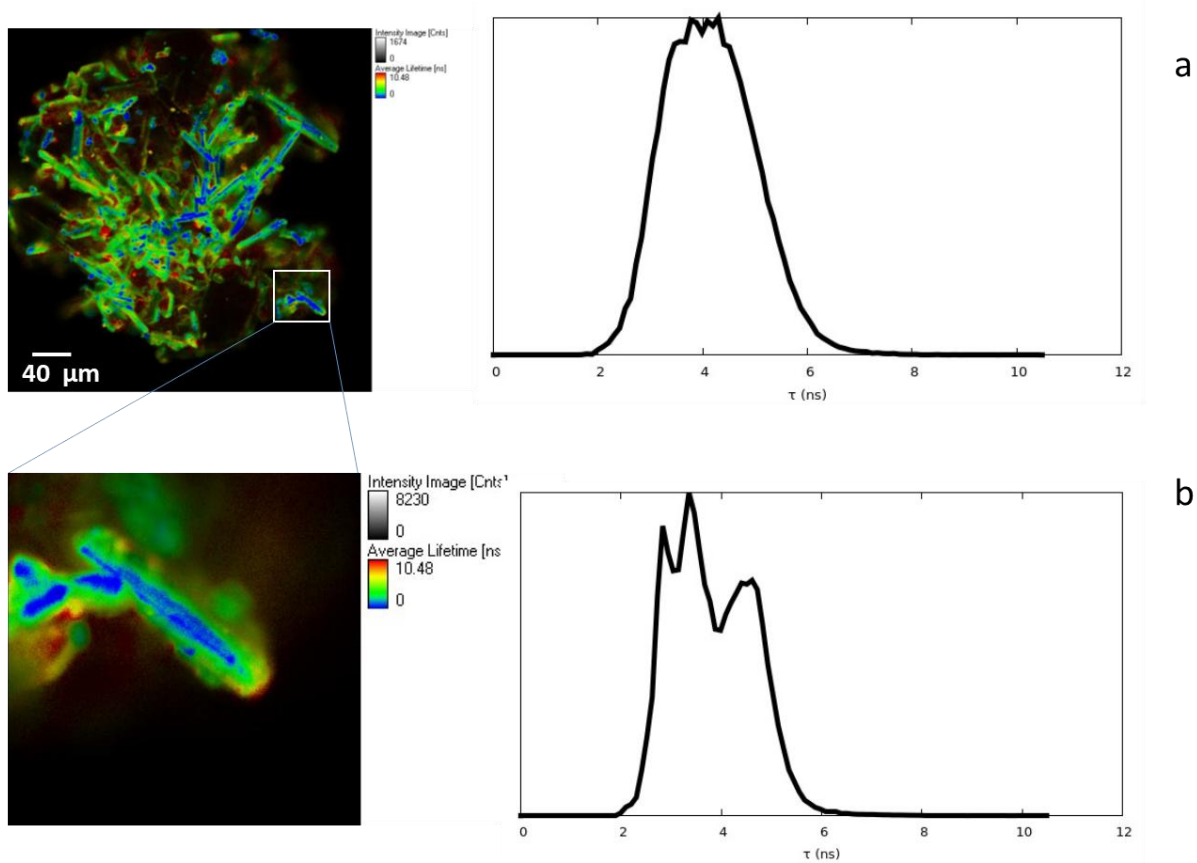 Intensity Image [Cnts]
1674
0
Average Lifetime [ns]
10.48
0
40 µm
a
0 2 4 6 8 10 12
τ (ns)
Intensity Image [Cnts]
8230
0
Average Lifetime [ns
10.48
0
b
0 2 4 6 8 10 12
τ (ns)